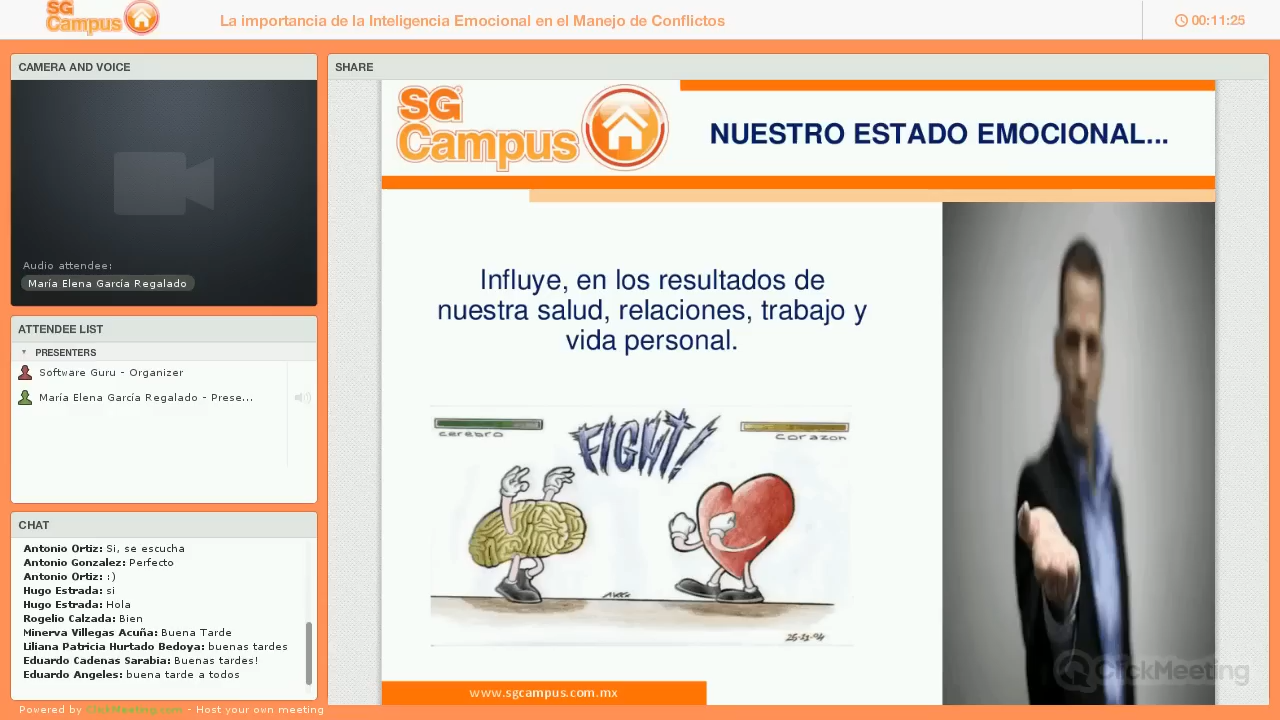 SG
Campus
La importancia de la Inteligencia Emocional en el Manejo de Conflictos
00:11:25
CAMERA AND VOICE
Audio attendee:
María Elena García Regalado
ATTENDEE LIST
PRESENTERS
Software Guru - Organizer
María Elena García Regalado - Prese...
CHAT
Antonio Ortiz: Si, se escucha
Antonio Gonzalez: Perfecto
Antonio Ortiz: :)
Hugo Estrada: si
Hugo Estrada: Hola
Rogelio Calzada: Bien
Minerva Villegas Acuña: Buena Tarde
Liliana Patricia Hurtado Bedoya: buenas tardes
Eduardo Cadenas Sarabia: Buenas tardes!
Eduardo Angeles: buena tarde a todos
Powered by ClickMeeting.com - Host your own meeting
SHARE
SG
Campus
NUESTRO ESTADO EMOCIONAL...
Influye, en los resultados de
nuestra salud, relaciones, trabajo y
vida personal.
cerebro
FIGHT!
corazon
25-11-04
www.sgcampus.com.mx
ClickMeeting